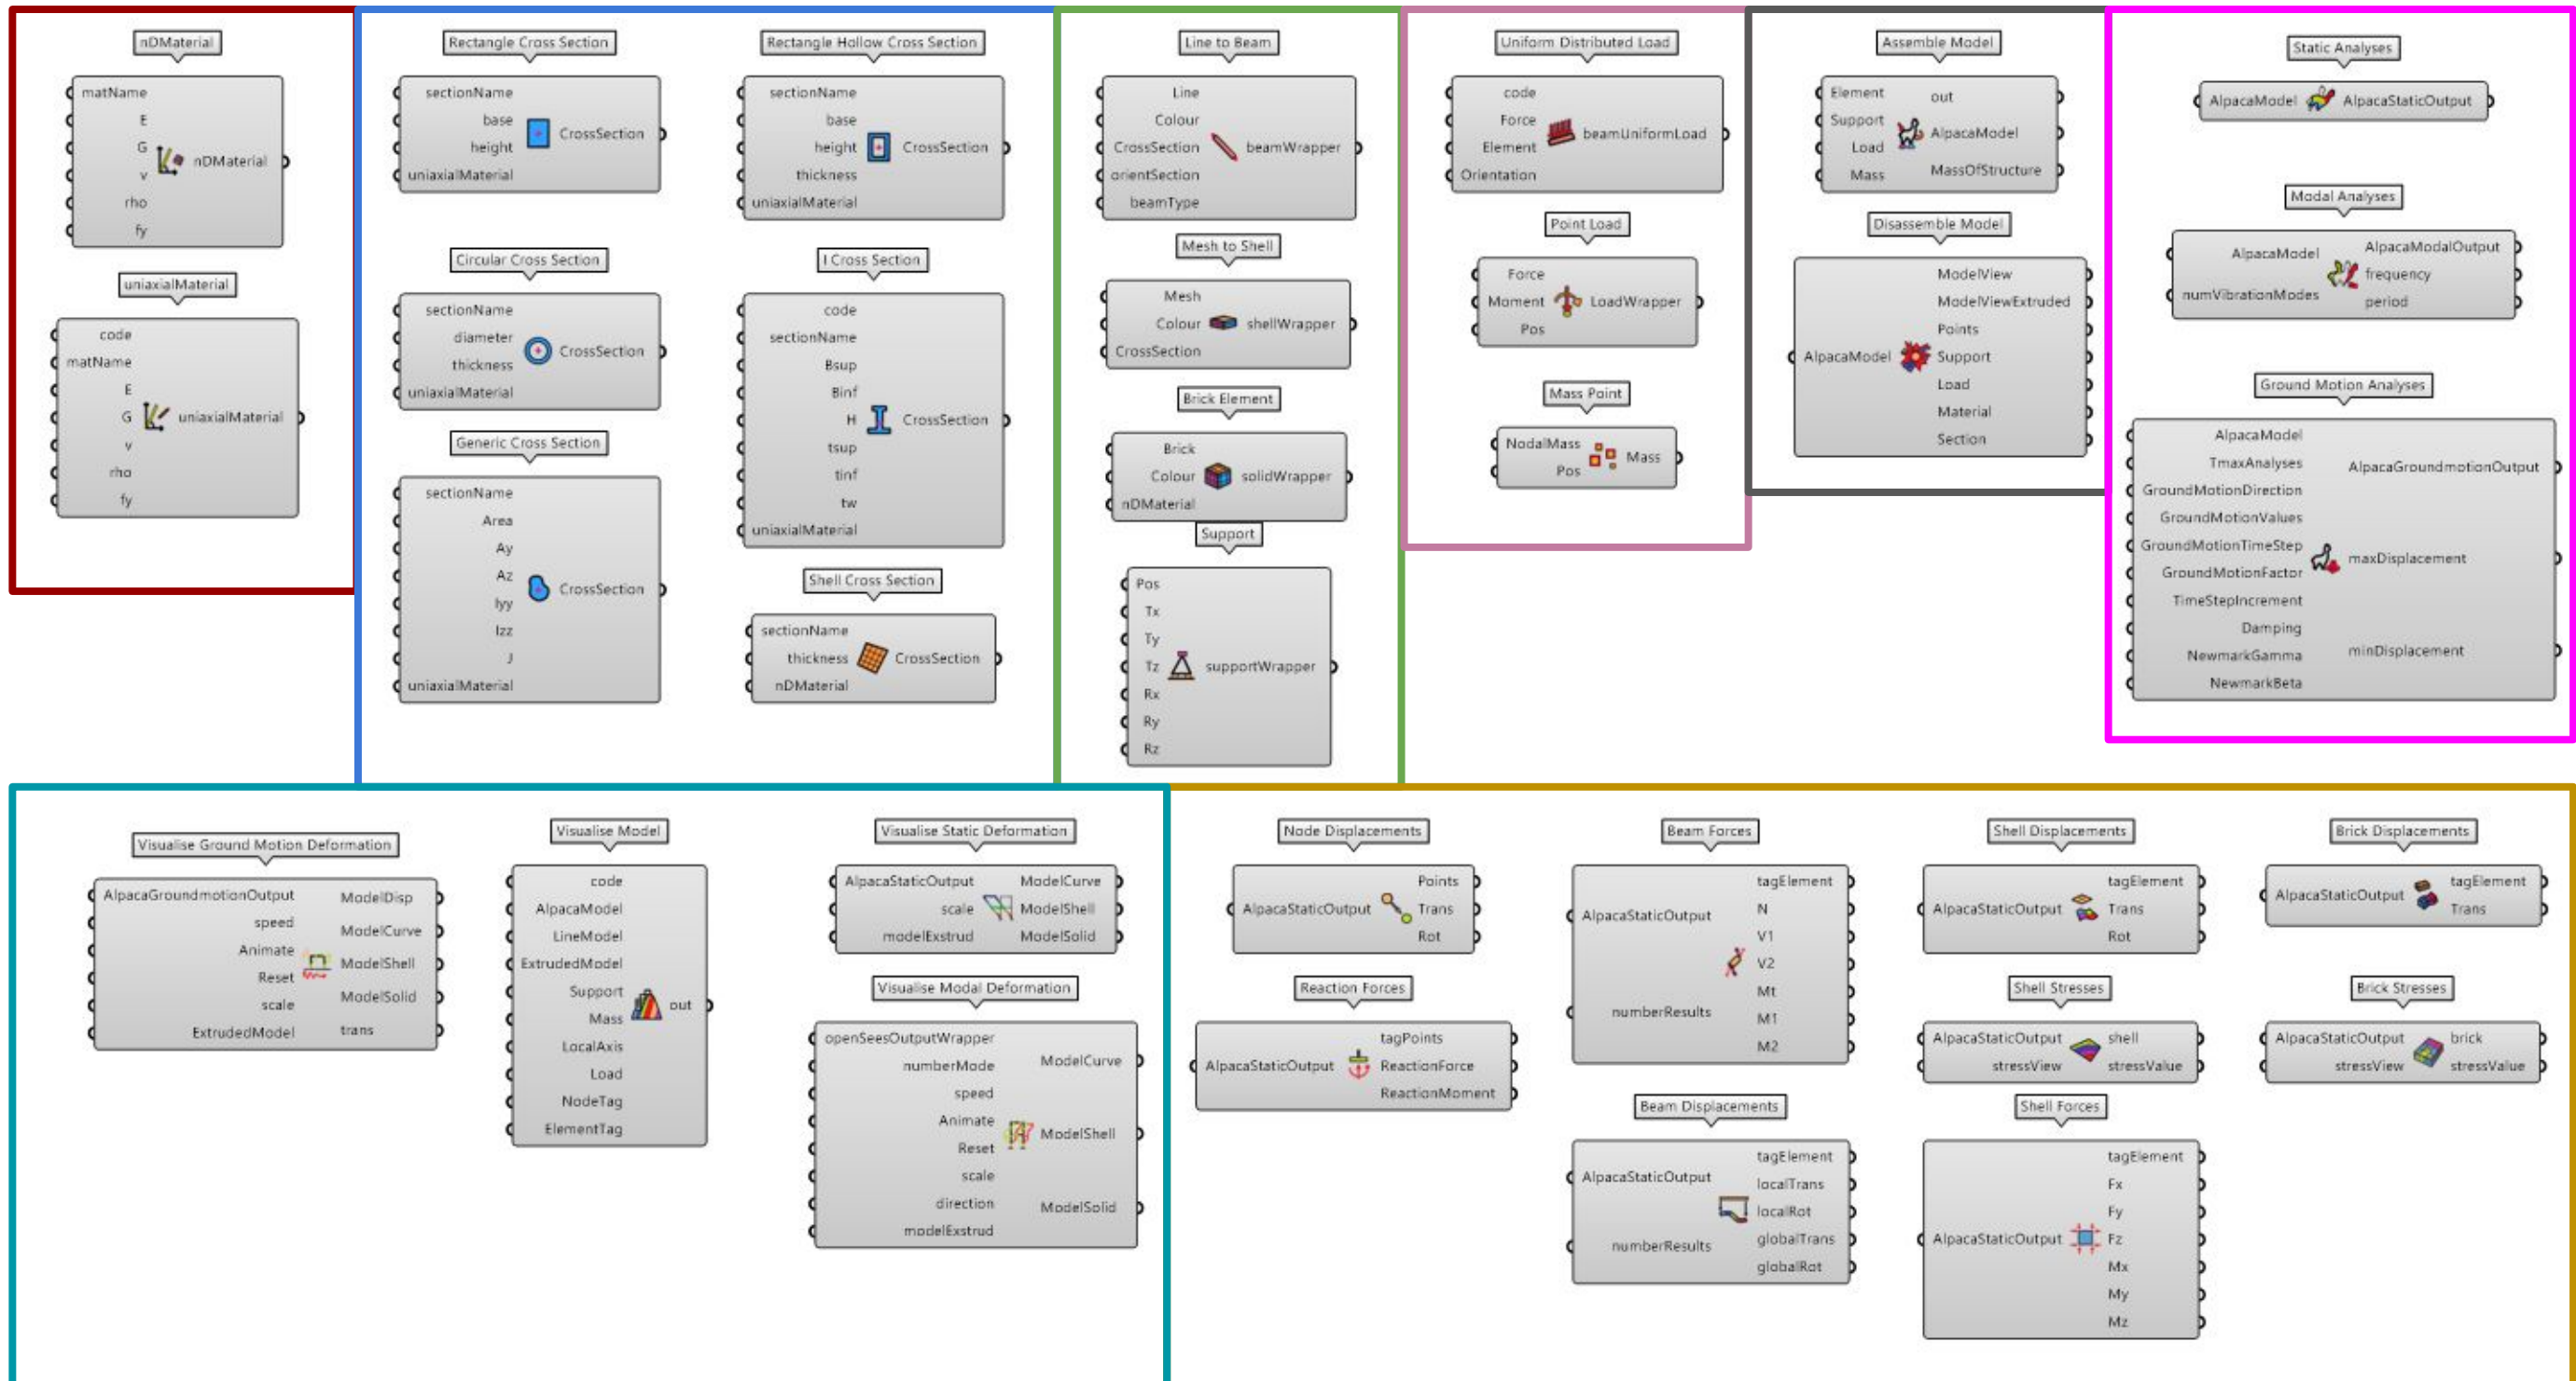 nDMaterial
matName
E
G
v
rho
fy
nDMaterial
uniaxialMaterial
code
matName
E
G
v
rho
fy
uniaxialMaterial
Rectangle Cross Section
sectionName
base
height
uniaxialMaterial
CrossSection
Rectangle Hollow Cross Section
sectionName
base
height
thickness
uniaxialMaterial
CrossSection
Circular Cross Section
sectionName
diameter
thickness
uniaxialMaterial
CrossSection
I Cross Section
code
sectionName
Bsup
Binf
H
tsup
tinf
tw
uniaxialMaterial
CrossSection
Generic Cross Section
sectionName
Area
Ay
Az
Iyy
Izz
J
uniaxialMaterial
CrossSection
Shell Cross Section
sectionName
thickness
nDMaterial
CrossSection
Line to Beam
Line
Colour
CrossSection
orientSection
beamType
beamWrapper
Mesh to Shell
Mesh
Colour
CrossSection
shellWrapper
Brick Element
Brick
Colour
nDMaterial
solidWrapper
Support
Pos
Tx
Ty
Tz
Rx
Ry
Rz
supportWrapper
Uniform Distributed Load
code
Force
Element
Orientation
beamUniformLoad
Point Load
Force
Moment
Pos
LoadWrapper
Mass Point
NodalMass
Pos
Mass
Assemble Model
Element
Support
Load
Mass
out
AlpacaModel
MassOfStructure
Disassemble Model
AlpacaModel
ModelView
ModelViewExtruded
Points
Support
Load
Material
Section
Static Analyses
AlpacaModel
AlpacaStaticOutput
Modal Analyses
AlpacaModel
numVibrationModes
AlpacaModalOutput
frequency
period
Ground Motion Analyses
AlpacaModel
TmaxAnalyses
GroundMotionDirection
GroundMotionValues
GroundMotionTimeStep
GroundMotionFactor
TimeStepIncrement
Damping
NewmarkGamma
NewmarkBeta
AlpacaGroundmotionOutput
maxDisplacement
minDisplacement
Visualise Ground Motion Deformation
AlpacaGroundmotionOutput
speed
Animate
Reset
scale
ExtrudedModel
ModelDisp
ModelCurve
ModelShell
ModelSolid
trans
Visualise Model
code
AlpacaModel
LineModel
ExtrudedModel
Support
Mass
LocalAxis
Load
NodeTag
ElementTag
out
Visualise Static Deformation
AlpacaStaticOutput
scale
modelExstrud
ModelCurve
ModelShell
ModelSolid
Visualise Modal Deformation
openSeesOutputWrapper
numberMode
speed
Animate
Reset
scale
direction
modelExstrud
ModelCurve
ModelShell
ModelSolid
Node Displacements
AlpacaStaticOutput
Points
Trans
Rot
Reaction Forces
AlpacaStaticOutput
tagPoints
ReactionForce
ReactionMoment
Beam Forces
AlpacaStaticOutput
numberResults
tagElement
N
V1
V2
Mt
M1
M2
Beam Displacements
AlpacaStaticOutput
numberResults
tagElement
localTrans
localRot
globalTrans
globalRot
Shell Displacements
AlpacaStaticOutput
tagElement
Trans
Rot
Shell Stresses
AlpacaStaticOutput
stressView
shell
stressValue
Shell Forces
AlpacaStaticOutput
tagElement
Fx
Fy
Fz
Mx
My
Mz
Brick Displacements
AlpacaStaticOutput
tagElement
Trans
Brick Stresses
AlpacaStaticOutput
stressView
brick
stressValue